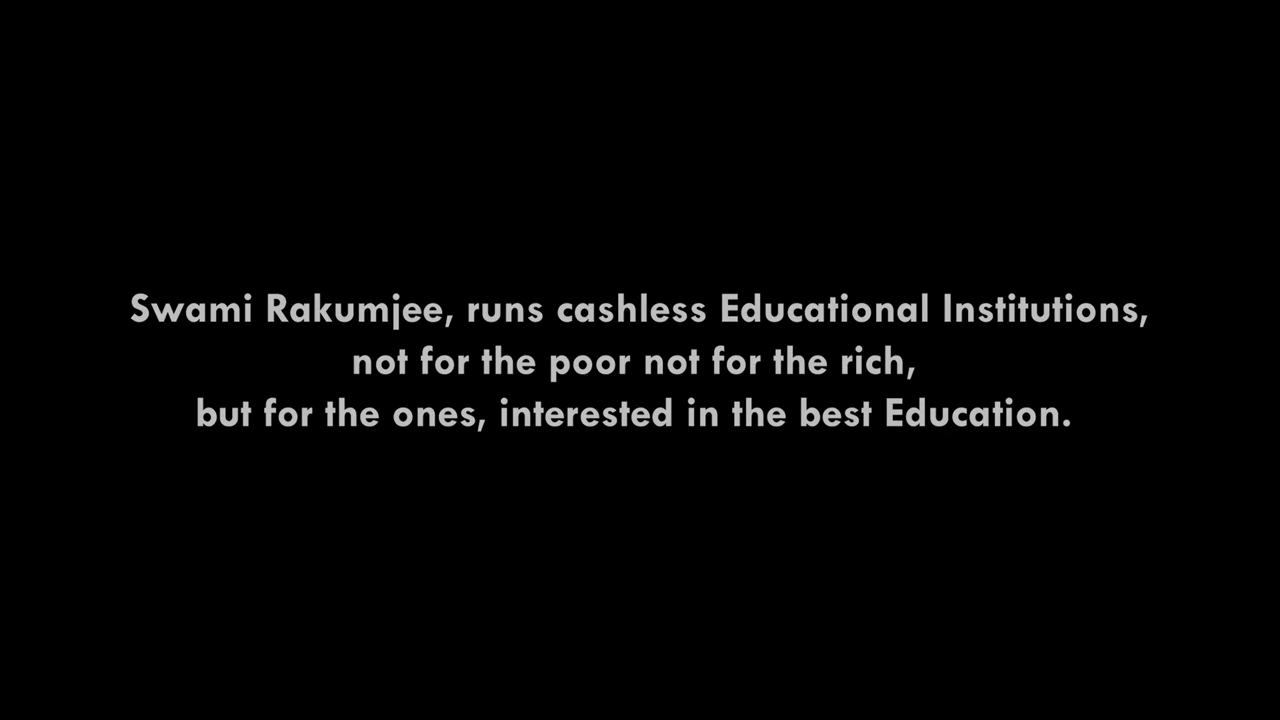 Swami Rakumjee, runs cashless Educational Institutions,
not for the poor not for the rich,
but for the ones, interested in the best Education.